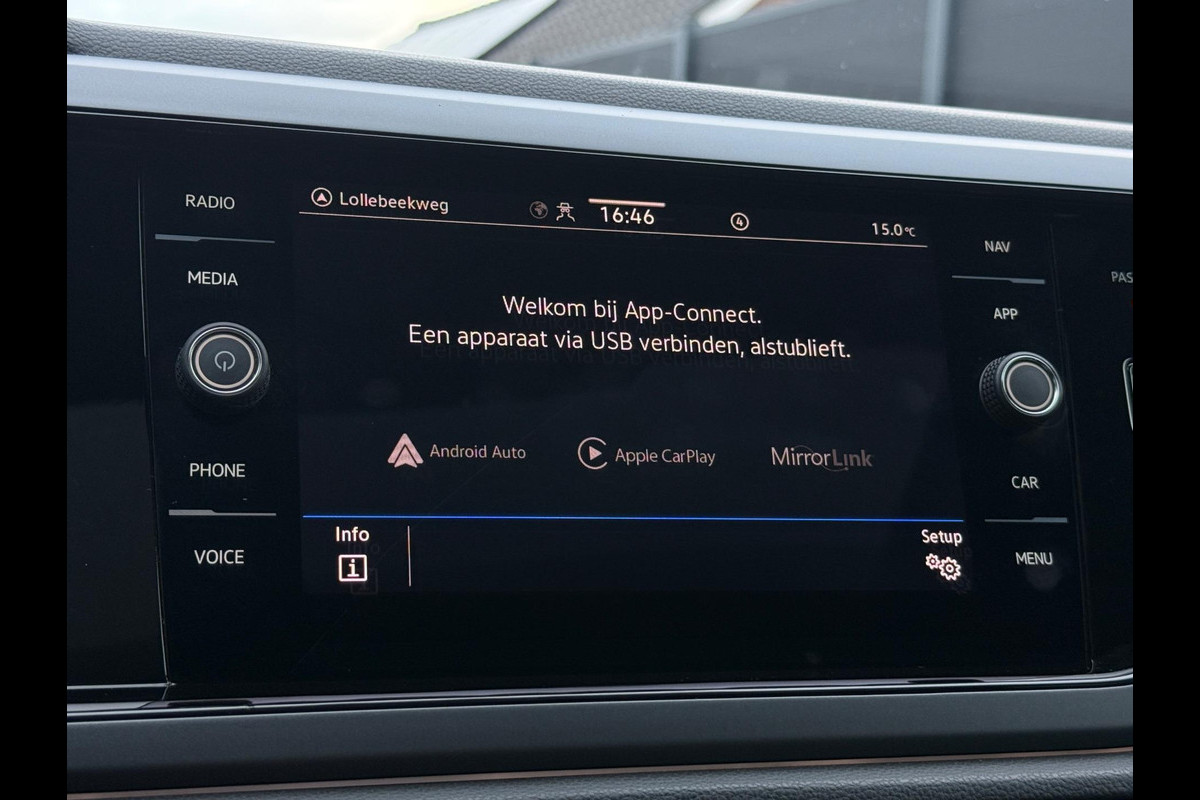 RADIO
MEDIA
PHONE
VOICE
Lollebeekweg
16:46
4
15.0°C
Welkom bij App-Connect.
Een apparaat via USB verbinden, alstublieft.
Android Auto
Apple CarPlay
MirrorLink
Info
i
Setup
NAV
APP
CAR
MENU
PAS